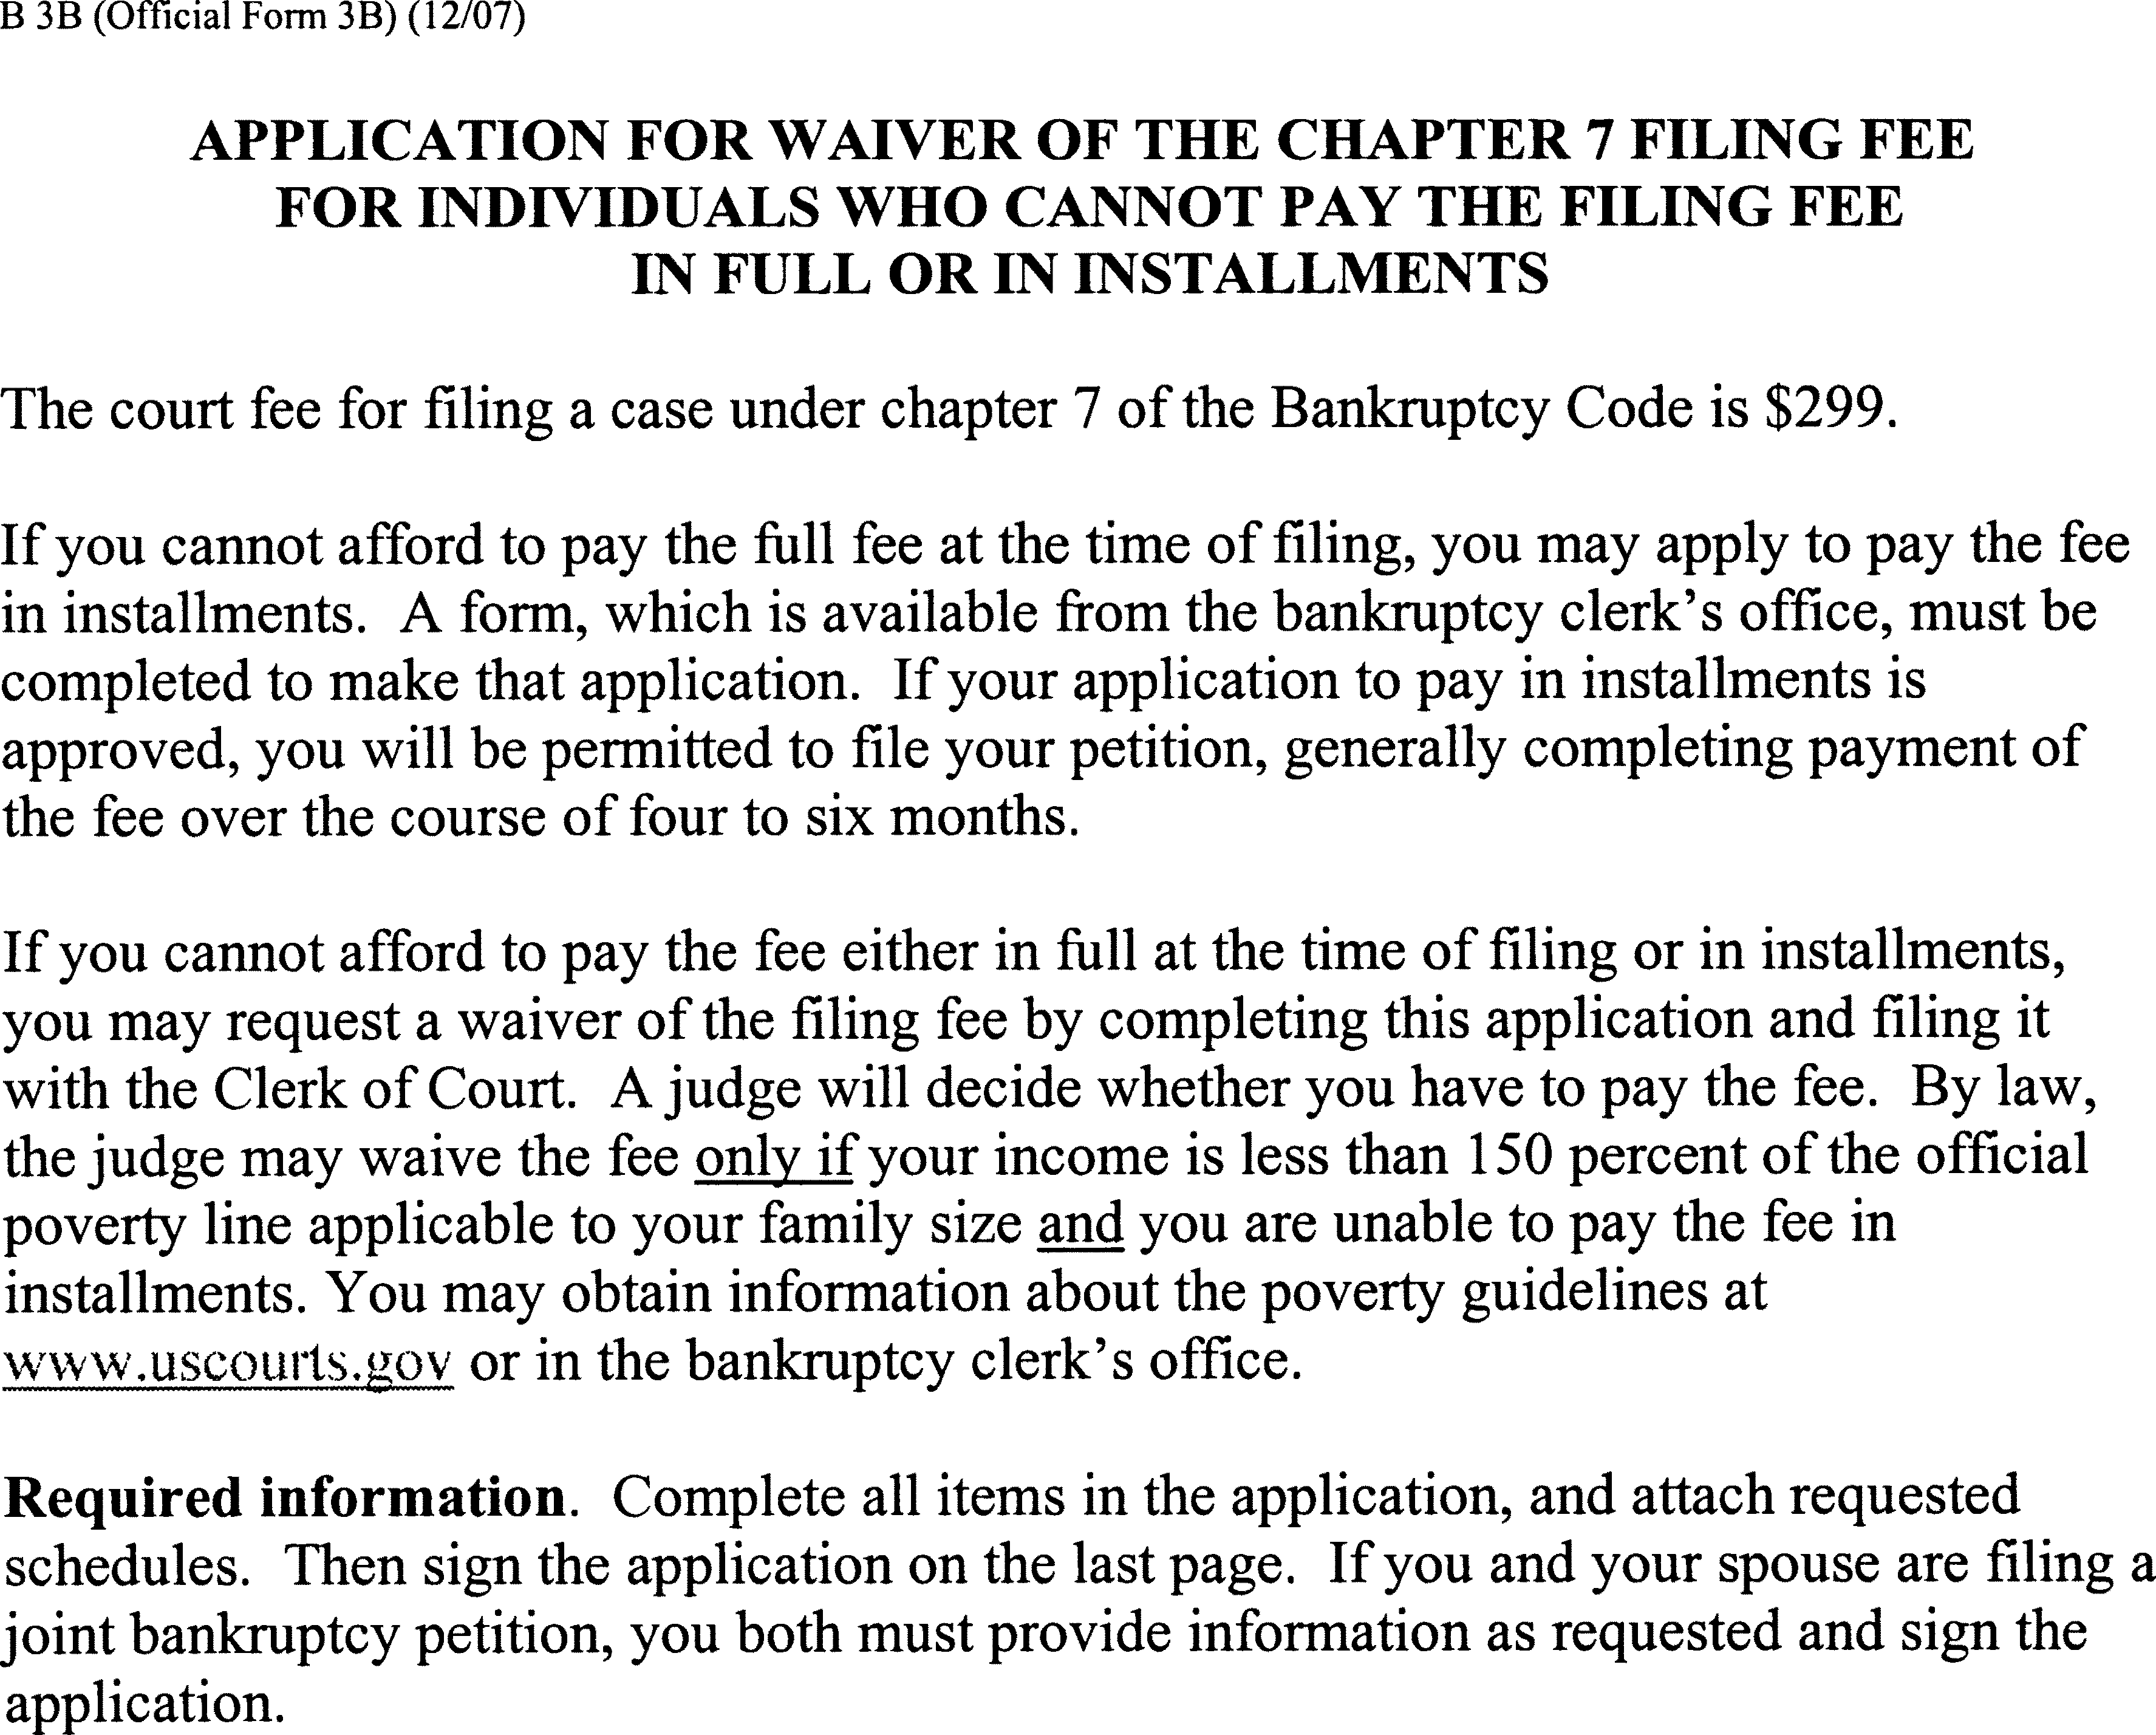 B 3B (Official Form 3B) (12/07)
APPLICATION FOR WAIVER OF THE CHAPTER 7 FILING FEE
FOR INDIVIDUALS WHO CANNOT PAY THE FILING FEE
IN FULL OR IN INSTALLMENTS
The court fee for filing a case under chapter 7 of the Bankruptcy Code is $299.
If you cannot afford to pay the full fee at the time of filing, you may apply to pay the fee
in installments. A form, which is available from the bankruptcy clerk’s office, must be
completed to make that application. If your application to pay in installments is
approved, you will be permitted to file your petition, generally completing payment of
the fee over the course of four to six months.
If you cannot afford to pay the fee either in full at the time of filing or in installments,
you may request a waiver of the filing fee by completing this application and filing it
with the Clerk of Court. A judge will decide whether you have to pay the fee. By law,
the judge may waive the fee only if your income is less than 150 percent of the official
poverty line applicable to your family size and you are unable to pay the fee in
installments. You may obtain information about the poverty guidelines at
www.uscourts.gov or in the bankruptcy clerk’s office.
Required information. Complete all items in the application, and attach requested
schedules. Then sign the application on the last page. If you and your spouse are filing a
joint bankruptcy petition, you both must provide information as requested and sign the
application.